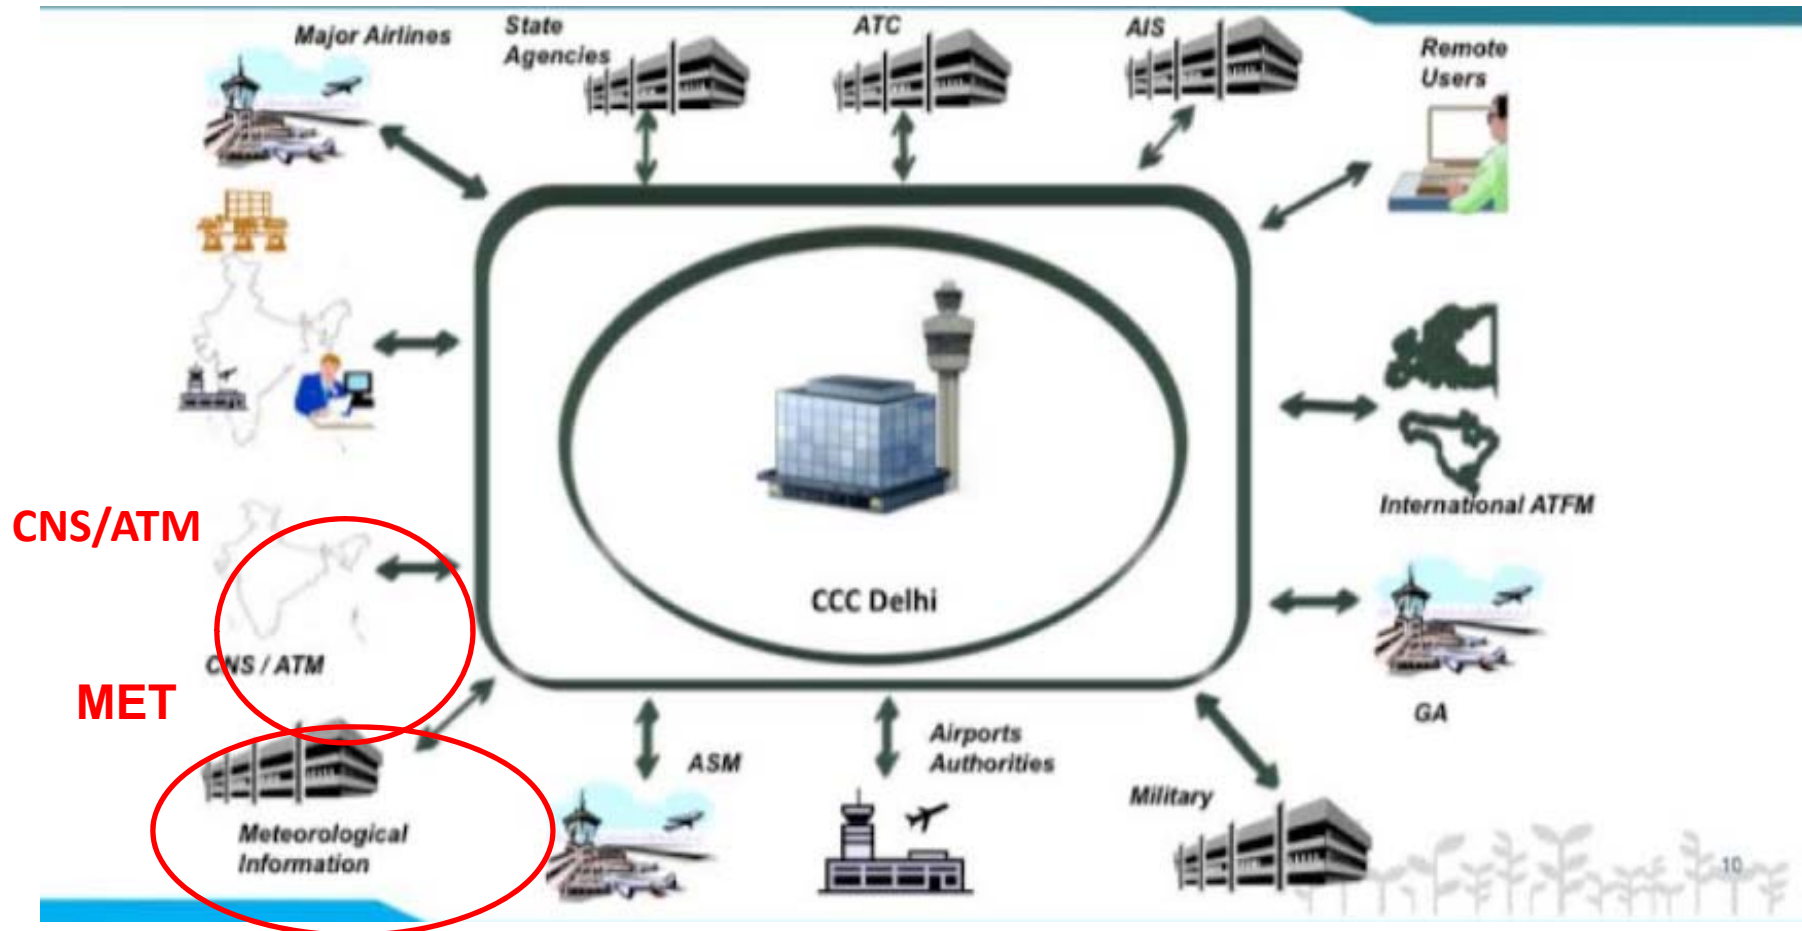 Major Airlines
State
Agencies
ATC
AIS
Remote
Users
International ATFM
CCC Delhi
CNS/ATM
CNS / ATM
GA
MET
ASM
Airports
Authorities
Military
Meteorological
Information
10